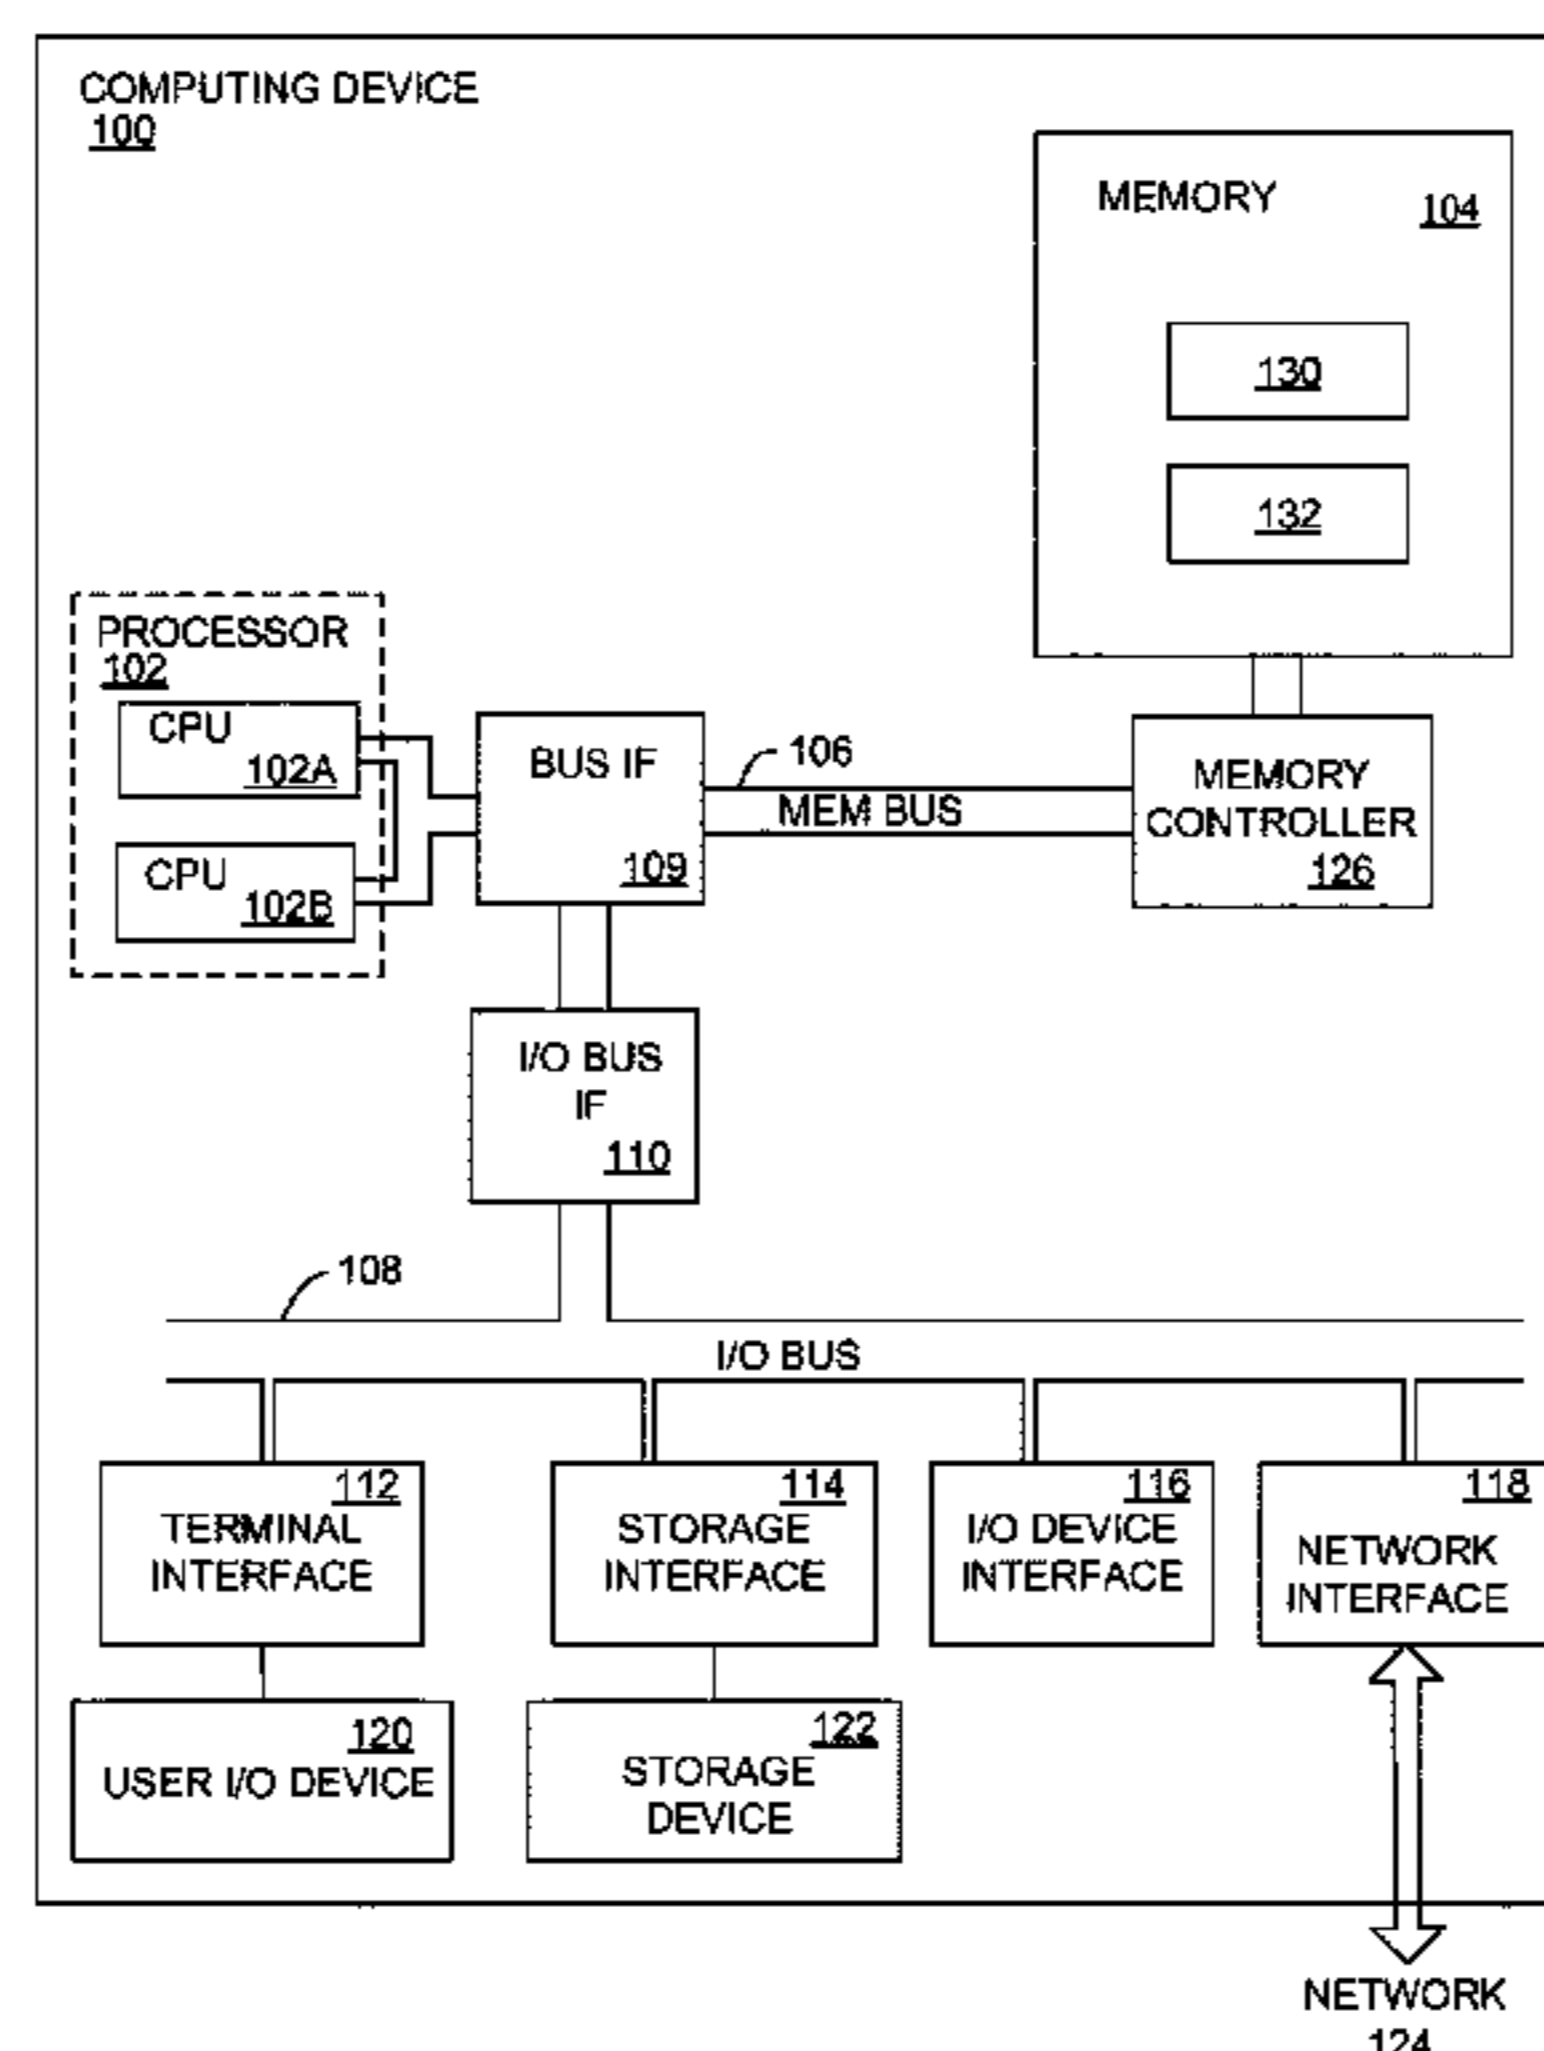 COMPUTING DEVICE
100
MEMORY
104
130
132
PROCESSOR
102
CPU
102A
CPU
102B
BUS IF
109
106
MEM BUS
MEMORY
CONTROLLER
126
I/O BUS
IF
110
108
I/O BUS
112
TERMINAL
INTERFACE
114
STORAGE
INTERFACE
116
I/O DEVICE
INTERFACE
118
NETWORK
INTERFACE
120
USER I/O DEVICE
122
STORAGE
DEVICE
NETWORK
124